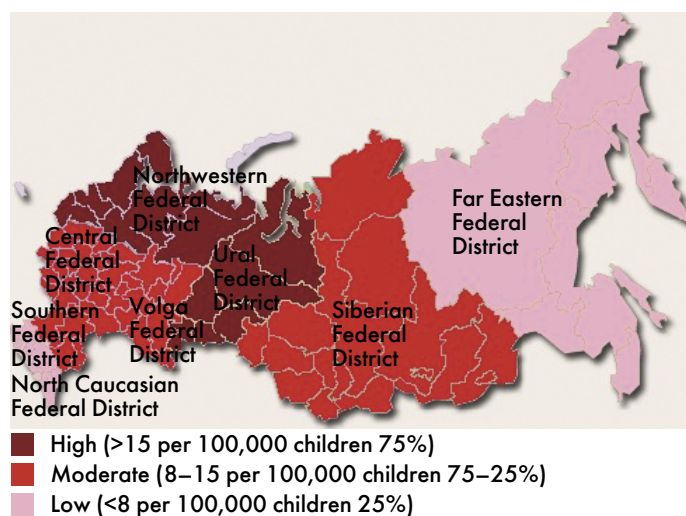 Northwestern
Federal
District
Far Eastern
Federal
District
Central
Federal
District
Ural
Federal
District
Southern
Federal
District
Volga
Federal
District
Siberian
Federal
District
North Caucasian
Federal District
High (>15 per 100,000 children 75%)
Moderate (8–15 per 100,000 children 75–25%)
Low (<8 per 100,000 children 25%)